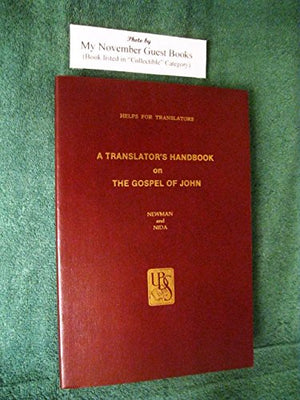 Photo by
My November Guest Books
(Book listed in "Collectible" Category)
HELPS FOR TRANSLATORS
A TRANSLATOR'S HANDBOOK
on
THE GOSPEL OF JOHN
NEWMAN
and
NIDA
UBS